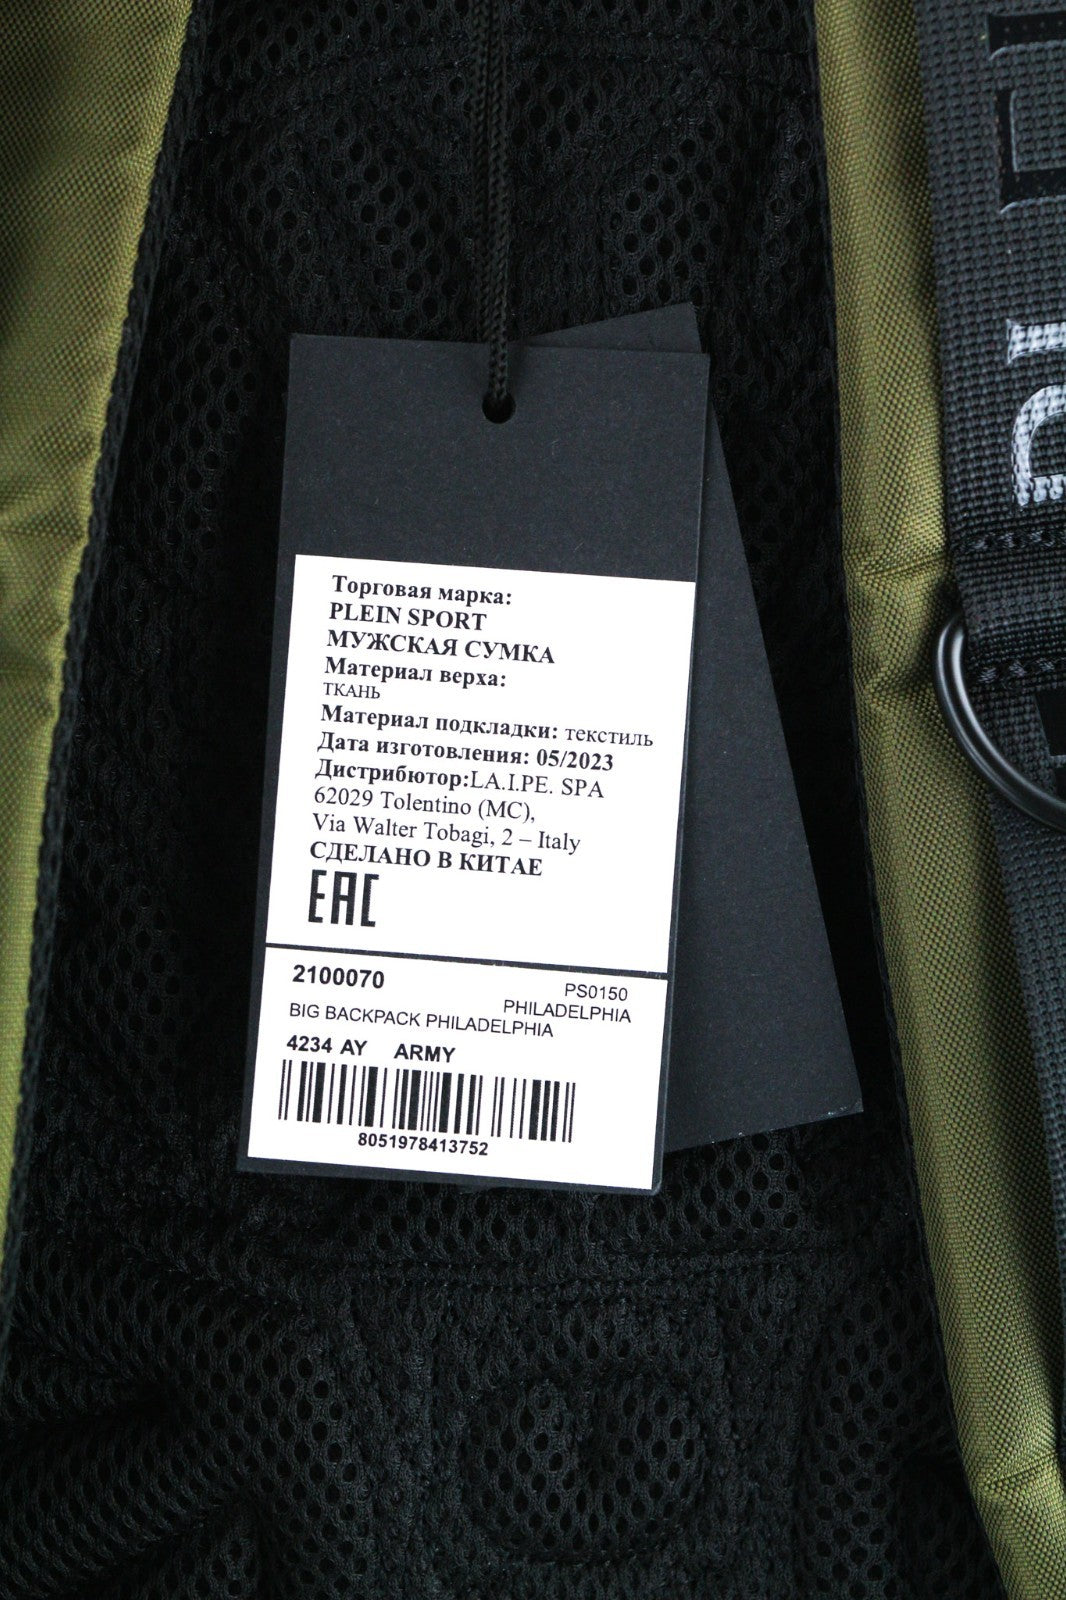 Торговая марка:
PLEIN SPORT
МУЖСКАЯ СУМКА
Материал верха:
ТКАНЬ
Материал подкладки: текстиль
Дата изготовления: 05/2023
Дистрибютор:LA.I.PE. SPA
62029 Tolentino (MC),
Via Walter Tobagi, 2 – Italy
СДЕЛАНО В КИТАЕ
EAC
2100070 PS0150
PHILADELPHIA
BIG BACKPACK PHILADELPHIA
4234 AY ARMY
8051978413752